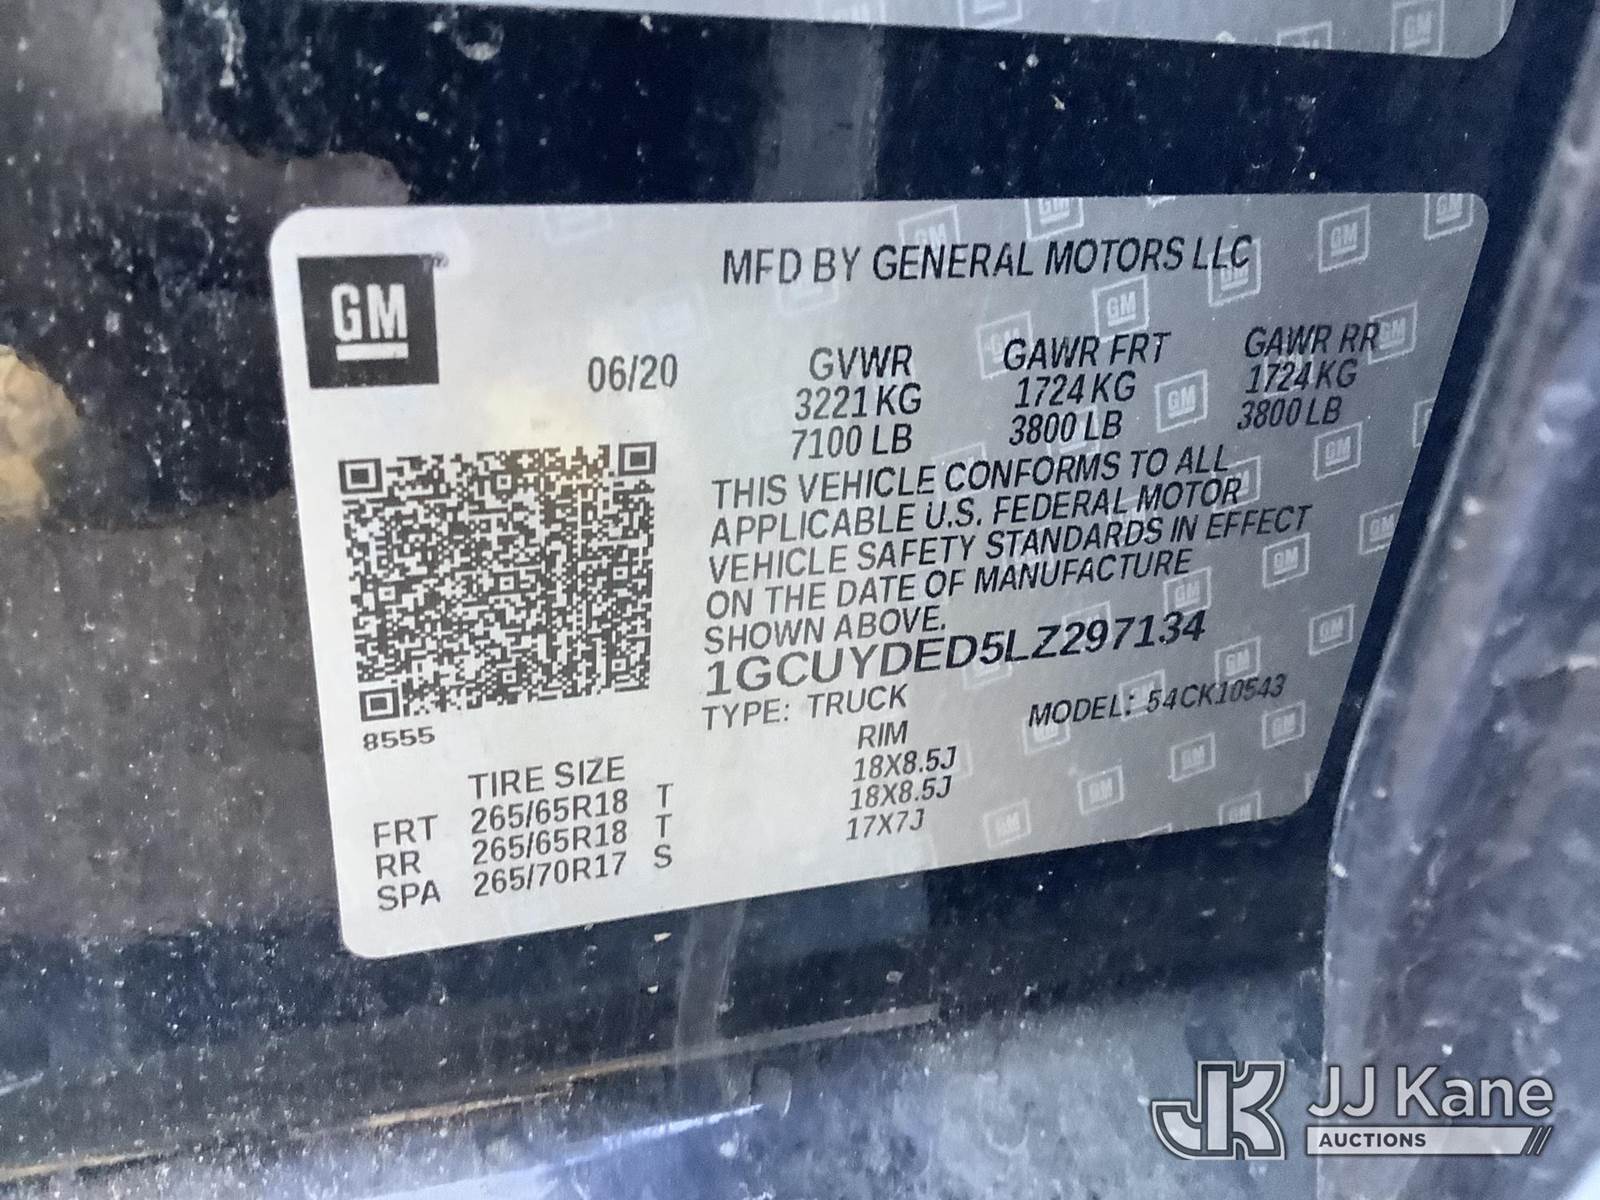 GM
MFD BY GENERAL MOTORS LLC
06/20
GVWR GAWR FRT GAWR RR
3221 KG 1724 KG 1724 KG
7100 LB 3800 LB 3800 LB
THIS VEHICLE CONFORMS TO ALL
APPLICABLE U.S. FEDERAL MOTOR
VEHICLE SAFETY STANDARDS IN EFFECT
ON THE DATE OF MANUFACTURE
SHOWN ABOVE.
1GCUYDED5LZ297134
TYPE: TRUCK MODEL: 54CK10543
8555
TIRE SIZE RIM
FRT 265/65R18 T 18X8.5J
RR 265/65R18 T 18X8.5J
SPA 265/70R17 S 17X7J
JK JJ Kane
AUCTIONS